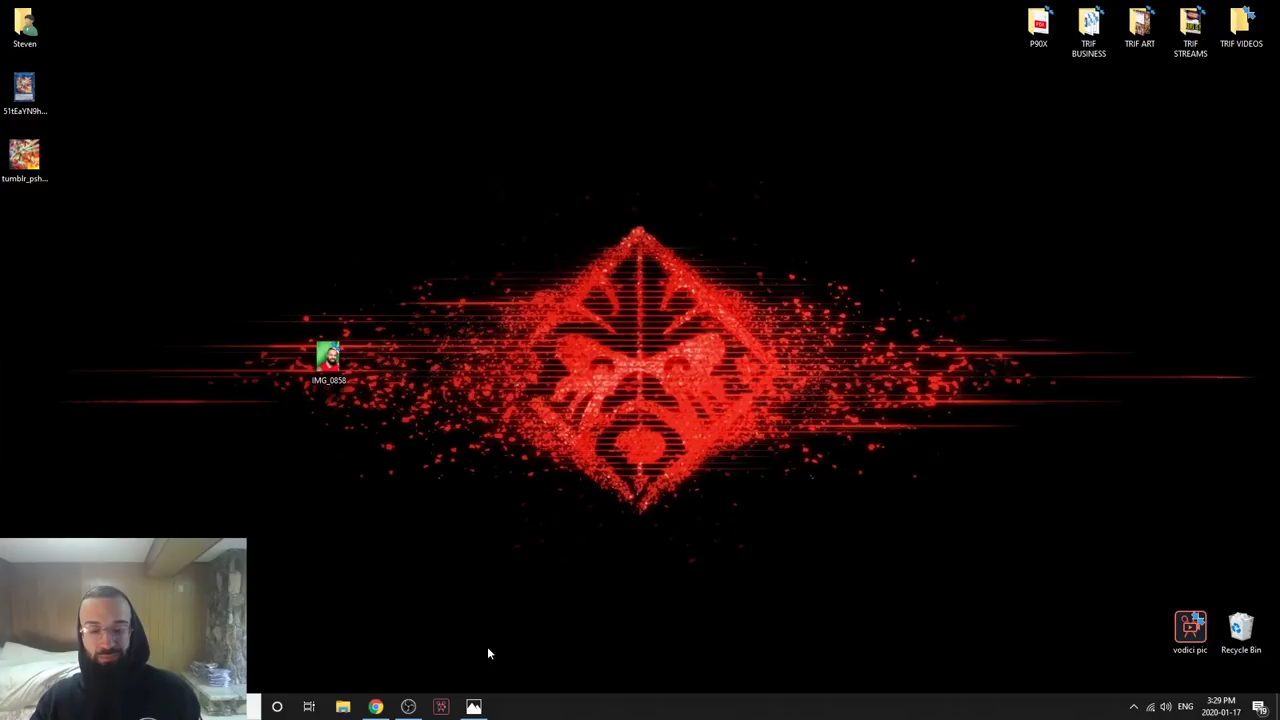 Steven
P90X
TRIF
BUSINESS
TRIF ART
TRIF
STREAMS
TRIF VIDEOS
51tEaYN9h...
tumblr_psh...
IMG_0858
vodici pic
Recycle Bin
ENG
3:29 PM
2020-01-17